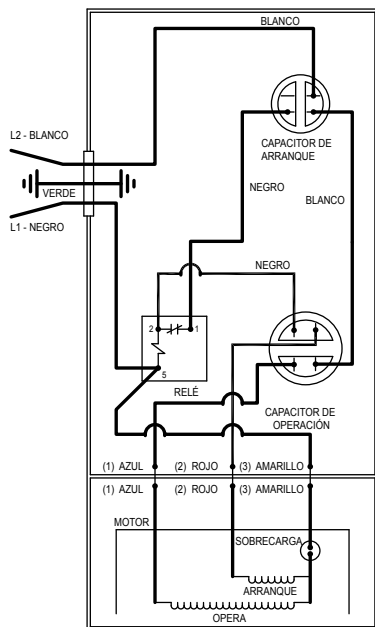 BLANCO
L2 - BLANCO
CAPACITOR DE
ARRANQUE
VERDE
NEGRO
BLANCO
L1 - NEGRO
NEGRO
2
1
5
RELÉ
CAPACITOR DE
OPERACIÓN
(1) AZUL (2) ROJO (3) AMARILLO
(1) AZUL (2) ROJO (3) AMARILLO
MOTOR
SOBRECARGA
ARRANQUE
OPERA